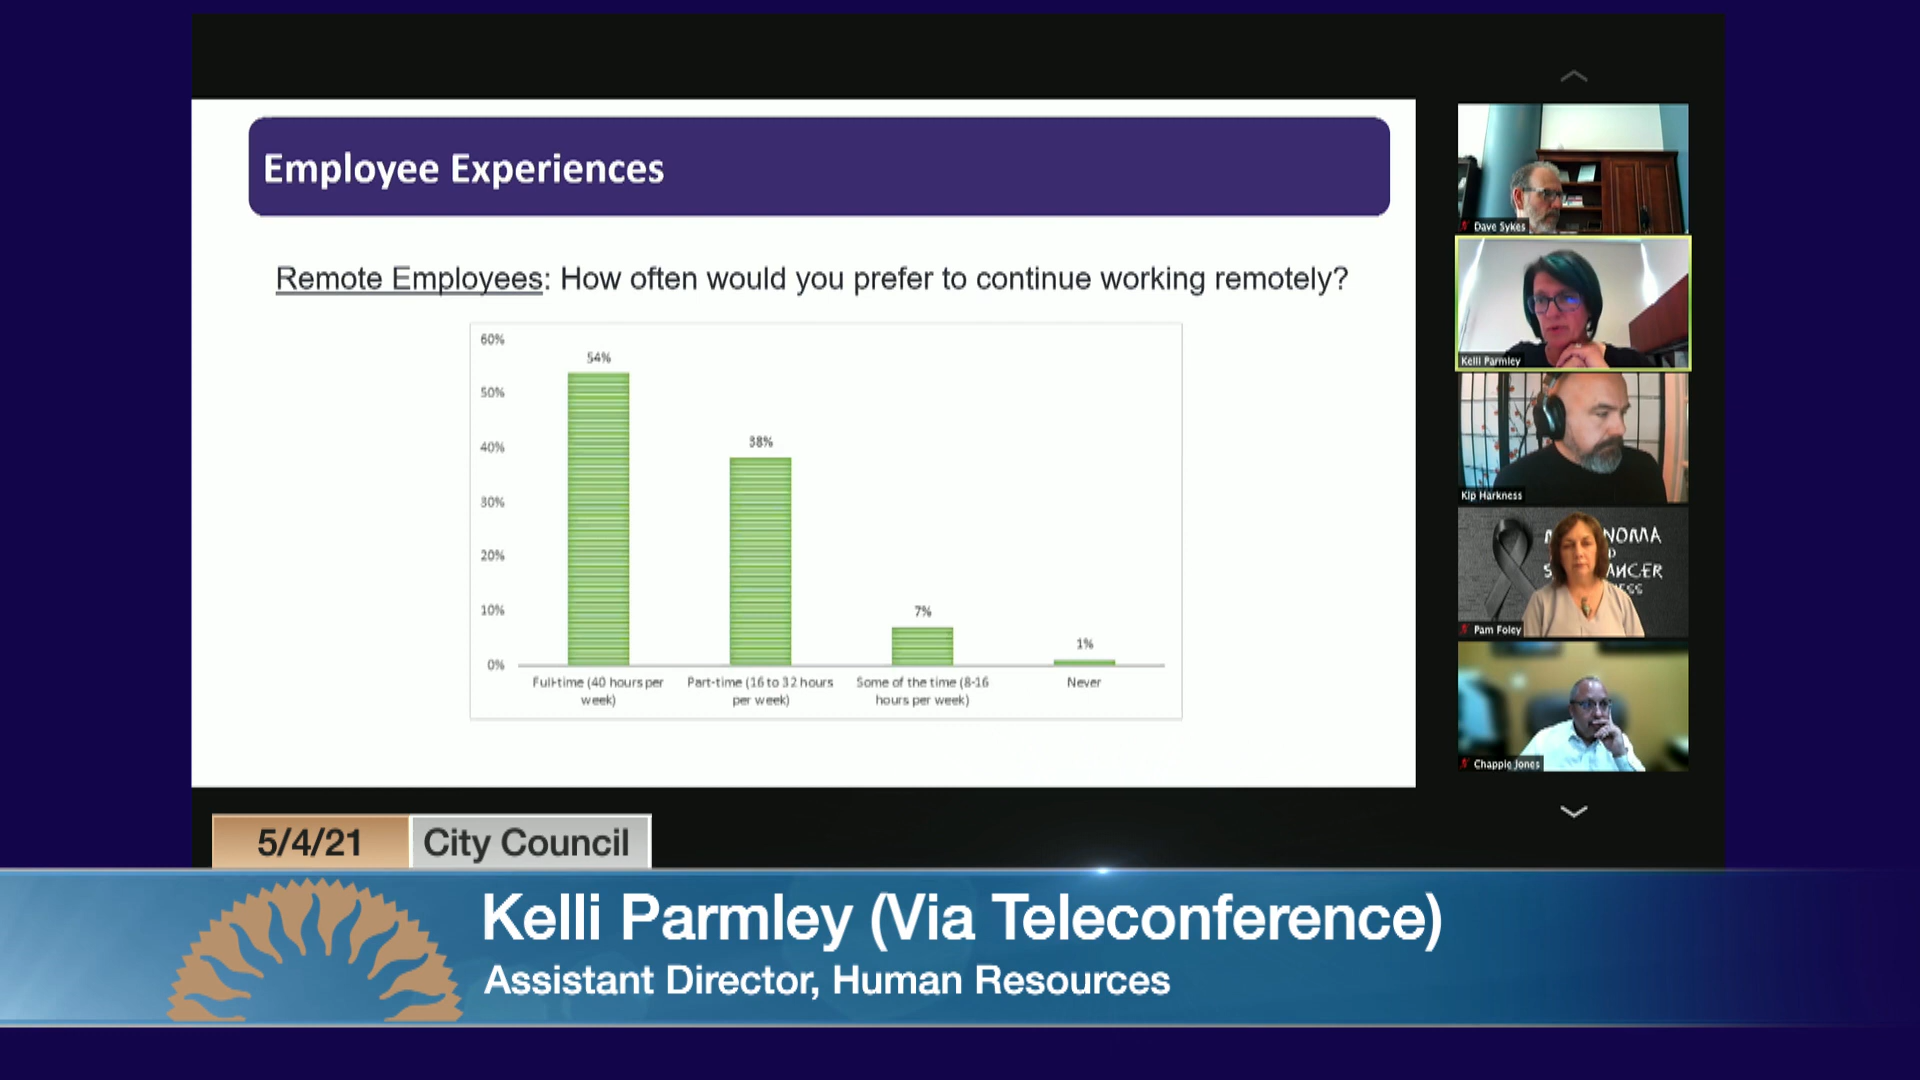 Employee Experiences
Remote Employees: How often would you prefer to continue working remotely?
60%
50%
40%
30%
20%
10%
0%
54%
38%
7%
1%
Full-time (40 hours per
week)
Part-time (16 to 32 hours
per week)
Some of the time (8-16
hours per week)
Never
Dave Sykes
Kelli Parmley
Kip Harkness
NOMA
ANCER
Pam Foley
Chappie Jones
5/4/21
City Council
Kelli Parmley (Via Teleconference)
Assistant Director, Human Resources